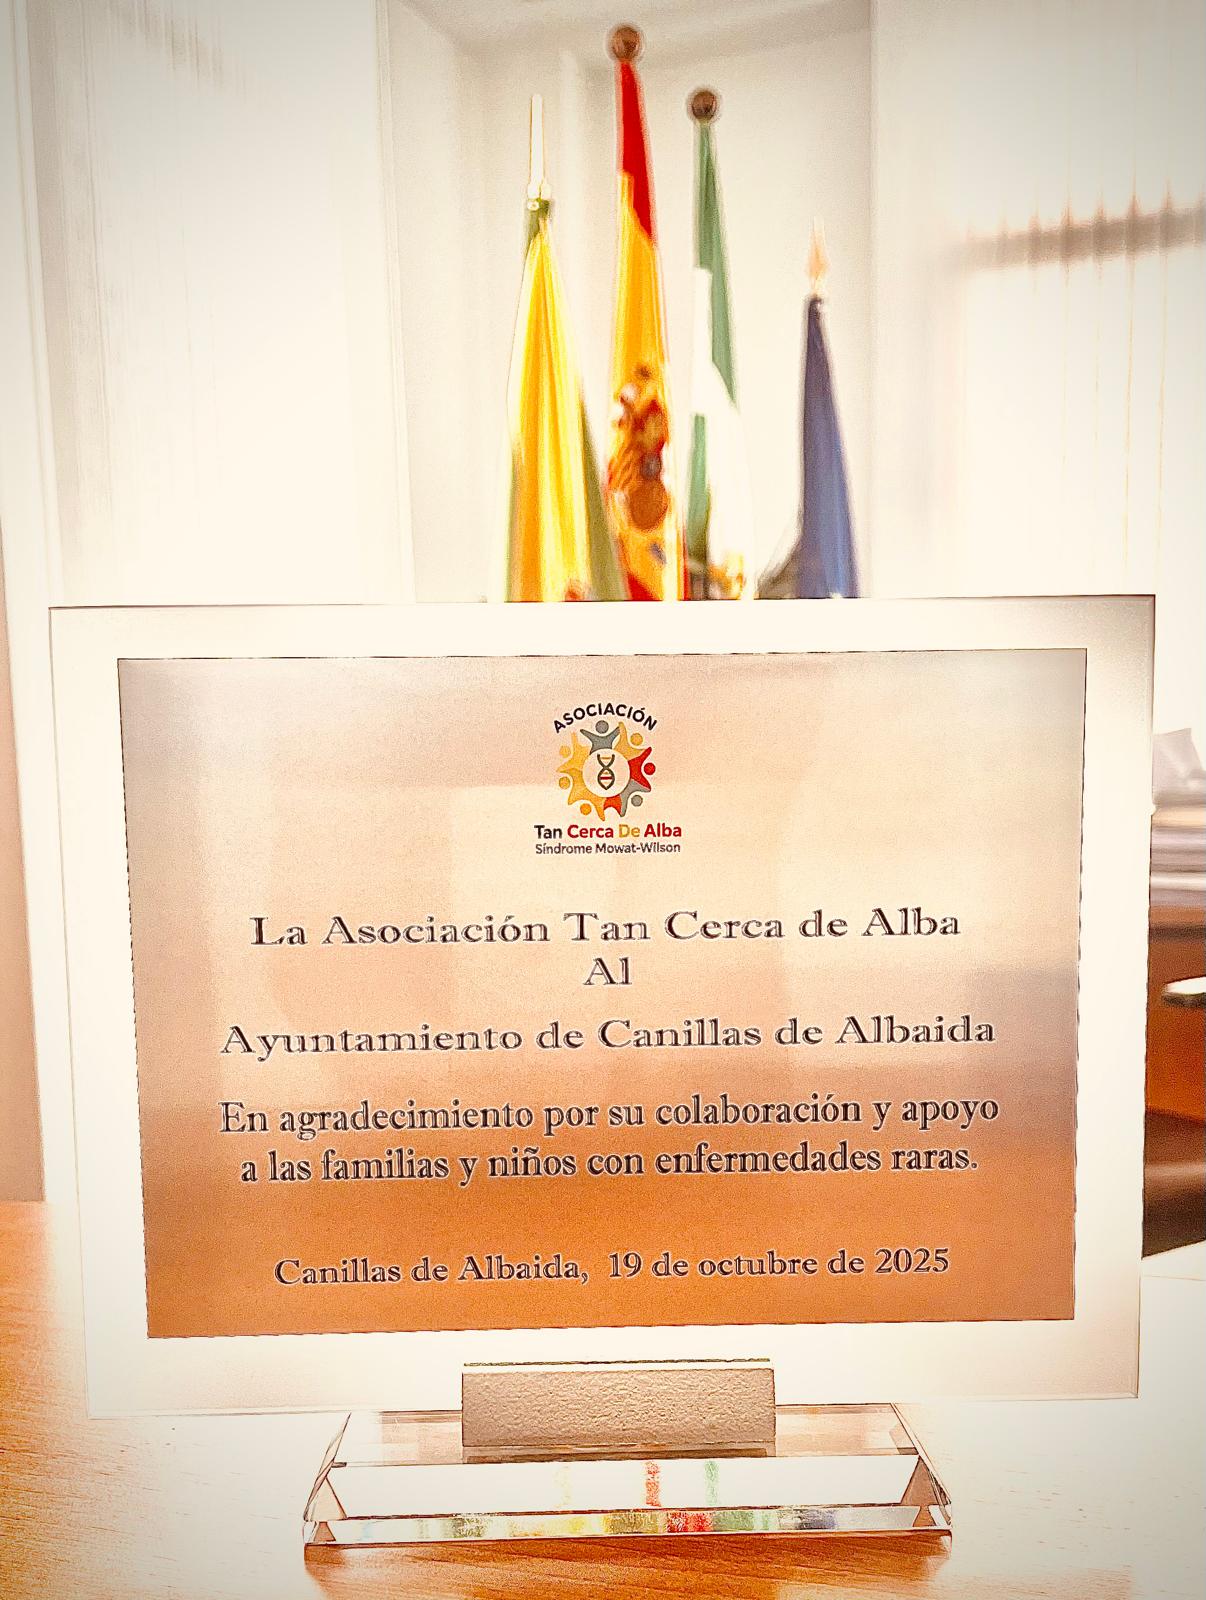 ASOCIACIÓN
Tan Cerca De Alba
Síndrome Mowat-Wilson
La Asociación Tan Cerca de Alba
Al
Ayuntamiento de Canillas de Albaida
En agradecimiento por su colaboración y apoyo
a las familias y niños con enfermedades raras.
Canillas de Albaida, 19 de octubre de 2025